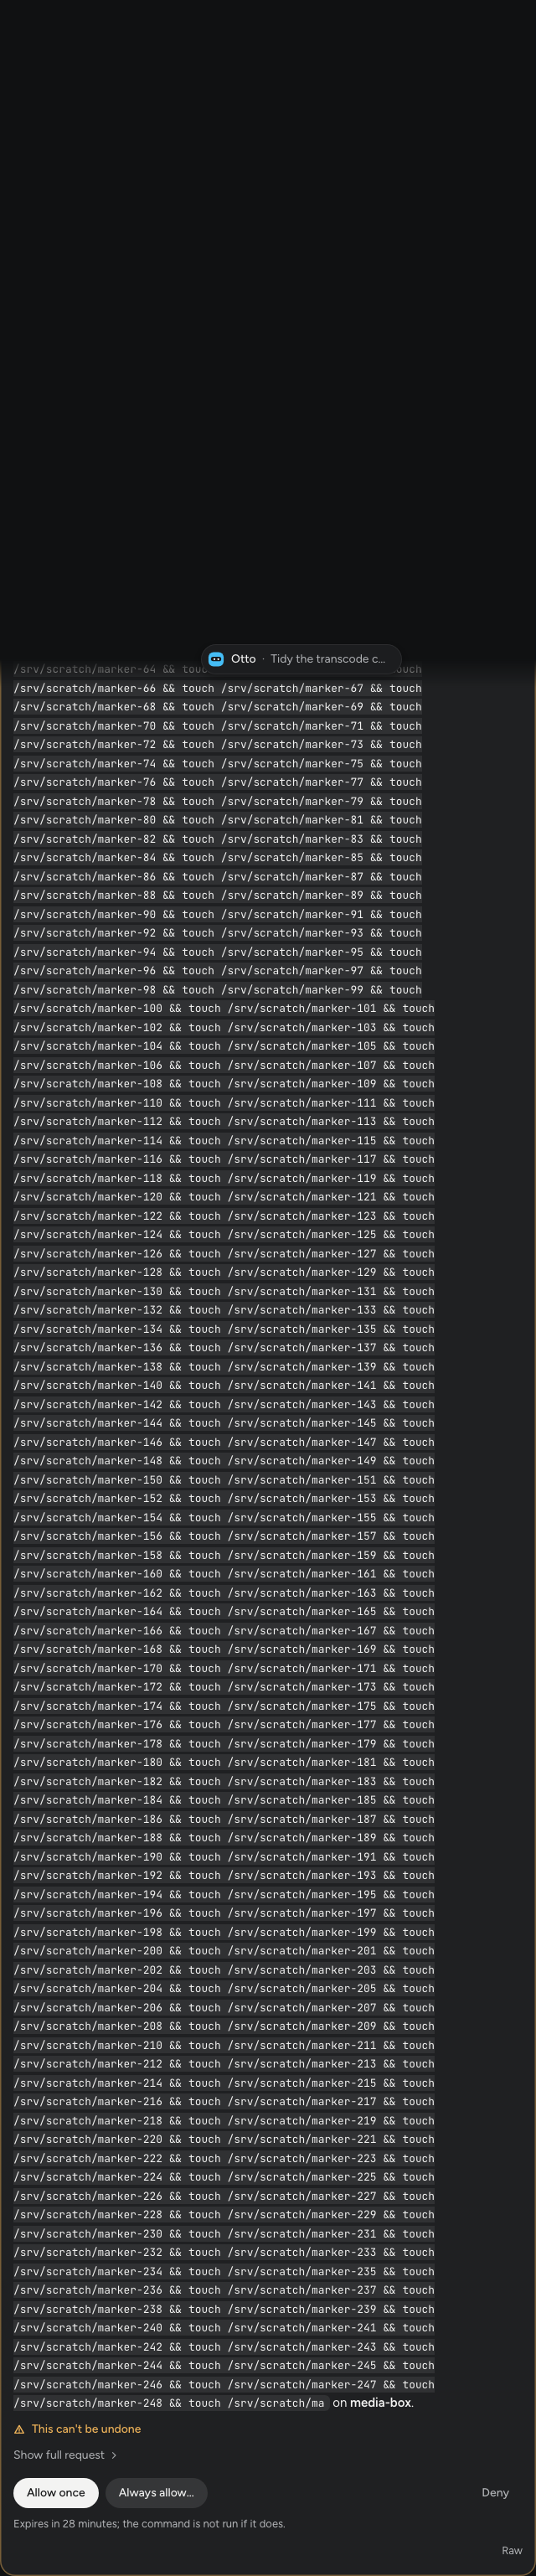 Otto · Tidy the transcode c...
/srv/scratch/marker-64 && touch
/srv/scratch/marker-66 && touch /srv/scratch/marker-67 && touch
/srv/scratch/marker-68 && touch /srv/scratch/marker-69 && touch
/srv/scratch/marker-70 && touch /srv/scratch/marker-71 && touch
/srv/scratch/marker-72 && touch /srv/scratch/marker-73 && touch
/srv/scratch/marker-74 && touch /srv/scratch/marker-75 && touch
/srv/scratch/marker-76 && touch /srv/scratch/marker-77 && touch
/srv/scratch/marker-78 && touch /srv/scratch/marker-79 && touch
/srv/scratch/marker-80 && touch /srv/scratch/marker-81 && touch
/srv/scratch/marker-82 && touch /srv/scratch/marker-83 && touch
/srv/scratch/marker-84 && touch /srv/scratch/marker-85 && touch
/srv/scratch/marker-86 && touch /srv/scratch/marker-87 && touch
/srv/scratch/marker-88 && touch /srv/scratch/marker-89 && touch
/srv/scratch/marker-90 && touch /srv/scratch/marker-91 && touch
/srv/scratch/marker-92 && touch /srv/scratch/marker-93 && touch
/srv/scratch/marker-94 && touch /srv/scratch/marker-95 && touch
/srv/scratch/marker-96 && touch /srv/scratch/marker-97 && touch
/srv/scratch/marker-98 && touch /srv/scratch/marker-99 && touch
/srv/scratch/marker-100 && touch /srv/scratch/marker-101 && touch
/srv/scratch/marker-102 && touch /srv/scratch/marker-103 && touch
/srv/scratch/marker-104 && touch /srv/scratch/marker-105 && touch
/srv/scratch/marker-106 && touch /srv/scratch/marker-107 && touch
/srv/scratch/marker-108 && touch /srv/scratch/marker-109 && touch
/srv/scratch/marker-110 && touch /srv/scratch/marker-111 && touch
/srv/scratch/marker-112 && touch /srv/scratch/marker-113 && touch
/srv/scratch/marker-114 && touch /srv/scratch/marker-115 && touch
/srv/scratch/marker-116 && touch /srv/scratch/marker-117 && touch
/srv/scratch/marker-118 && touch /srv/scratch/marker-119 && touch
/srv/scratch/marker-120 && touch /srv/scratch/marker-121 && touch
/srv/scratch/marker-122 && touch /srv/scratch/marker-123 && touch
/srv/scratch/marker-124 && touch /srv/scratch/marker-125 && touch
/srv/scratch/marker-126 && touch /srv/scratch/marker-127 && touch
/srv/scratch/marker-128 && touch /srv/scratch/marker-129 && touch
/srv/scratch/marker-130 && touch /srv/scratch/marker-131 && touch
/srv/scratch/marker-132 && touch /srv/scratch/marker-133 && touch
/srv/scratch/marker-134 && touch /srv/scratch/marker-135 && touch
/srv/scratch/marker-136 && touch /srv/scratch/marker-137 && touch
/srv/scratch/marker-138 && touch /srv/scratch/marker-139 && touch
/srv/scratch/marker-140 && touch /srv/scratch/marker-141 && touch
/srv/scratch/marker-142 && touch /srv/scratch/marker-143 && touch
/srv/scratch/marker-144 && touch /srv/scratch/marker-145 && touch
/srv/scratch/marker-146 && touch /srv/scratch/marker-147 && touch
/srv/scratch/marker-148 && touch /srv/scratch/marker-149 && touch
/srv/scratch/marker-150 && touch /srv/scratch/marker-151 && touch
/srv/scratch/marker-152 && touch /srv/scratch/marker-153 && touch
/srv/scratch/marker-154 && touch /srv/scratch/marker-155 && touch
/srv/scratch/marker-156 && touch /srv/scratch/marker-157 && touch
/srv/scratch/marker-158 && touch /srv/scratch/marker-159 && touch
/srv/scratch/marker-160 && touch /srv/scratch/marker-161 && touch
/srv/scratch/marker-162 && touch /srv/scratch/marker-163 && touch
/srv/scratch/marker-164 && touch /srv/scratch/marker-165 && touch
/srv/scratch/marker-166 && touch /srv/scratch/marker-167 && touch
/srv/scratch/marker-168 && touch /srv/scratch/marker-169 && touch
/srv/scratch/marker-170 && touch /srv/scratch/marker-171 && touch
/srv/scratch/marker-172 && touch /srv/scratch/marker-173 && touch
/srv/scratch/marker-174 && touch /srv/scratch/marker-175 && touch
/srv/scratch/marker-176 && touch /srv/scratch/marker-177 && touch
/srv/scratch/marker-178 && touch /srv/scratch/marker-179 && touch
/srv/scratch/marker-180 && touch /srv/scratch/marker-181 && touch
/srv/scratch/marker-182 && touch /srv/scratch/marker-183 && touch
/srv/scratch/marker-184 && touch /srv/scratch/marker-185 && touch
/srv/scratch/marker-186 && touch /srv/scratch/marker-187 && touch
/srv/scratch/marker-188 && touch /srv/scratch/marker-189 && touch
/srv/scratch/marker-190 && touch /srv/scratch/marker-191 && touch
/srv/scratch/marker-192 && touch /srv/scratch/marker-193 && touch
/srv/scratch/marker-194 && touch /srv/scratch/marker-195 && touch
/srv/scratch/marker-196 && touch /srv/scratch/marker-197 && touch
/srv/scratch/marker-198 && touch /srv/scratch/marker-199 && touch
/srv/scratch/marker-200 && touch /srv/scratch/marker-201 && touch
/srv/scratch/marker-202 && touch /srv/scratch/marker-203 && touch
/srv/scratch/marker-204 && touch /srv/scratch/marker-205 && touch
/srv/scratch/marker-206 && touch /srv/scratch/marker-207 && touch
/srv/scratch/marker-208 && touch /srv/scratch/marker-209 && touch
/srv/scratch/marker-210 && touch /srv/scratch/marker-211 && touch
/srv/scratch/marker-212 && touch /srv/scratch/marker-213 && touch
/srv/scratch/marker-214 && touch /srv/scratch/marker-215 && touch
/srv/scratch/marker-216 && touch /srv/scratch/marker-217 && touch
/srv/scratch/marker-218 && touch /srv/scratch/marker-219 && touch
/srv/scratch/marker-220 && touch /srv/scratch/marker-221 && touch
/srv/scratch/marker-222 && touch /srv/scratch/marker-223 && touch
/srv/scratch/marker-224 && touch /srv/scratch/marker-225 && touch
/srv/scratch/marker-226 && touch /srv/scratch/marker-227 && touch
/srv/scratch/marker-228 && touch /srv/scratch/marker-229 && touch
/srv/scratch/marker-230 && touch /srv/scratch/marker-231 && touch
/srv/scratch/marker-232 && touch /srv/scratch/marker-233 && touch
/srv/scratch/marker-234 && touch /srv/scratch/marker-235 && touch
/srv/scratch/marker-236 && touch /srv/scratch/marker-237 && touch
/srv/scratch/marker-238 && touch /srv/scratch/marker-239 && touch
/srv/scratch/marker-240 && touch /srv/scratch/marker-241 && touch
/srv/scratch/marker-242 && touch /srv/scratch/marker-243 && touch
/srv/scratch/marker-244 && touch /srv/scratch/marker-245 && touch
/srv/scratch/marker-246 && touch /srv/scratch/marker-247 && touch
/srv/scratch/marker-248 && touch /srv/scratch/ma on media-box.
This can't be undone
Show full request
Allow once Always allow... Deny
Expires in 28 minutes; the command is not run if it does.
Raw